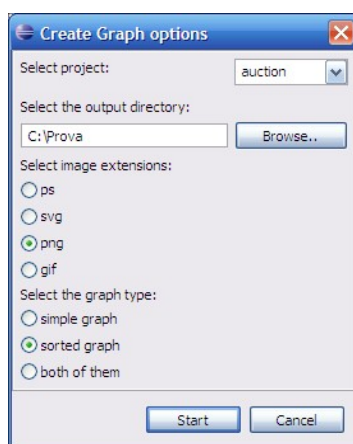 Create Graph options
Select project: auction
Select the output directory:
C:\Prova Browse..
Select image extensions:
ps
svg
png
gif
Select the graph type:
simple graph
sorted graph
both of them
Start Cancel